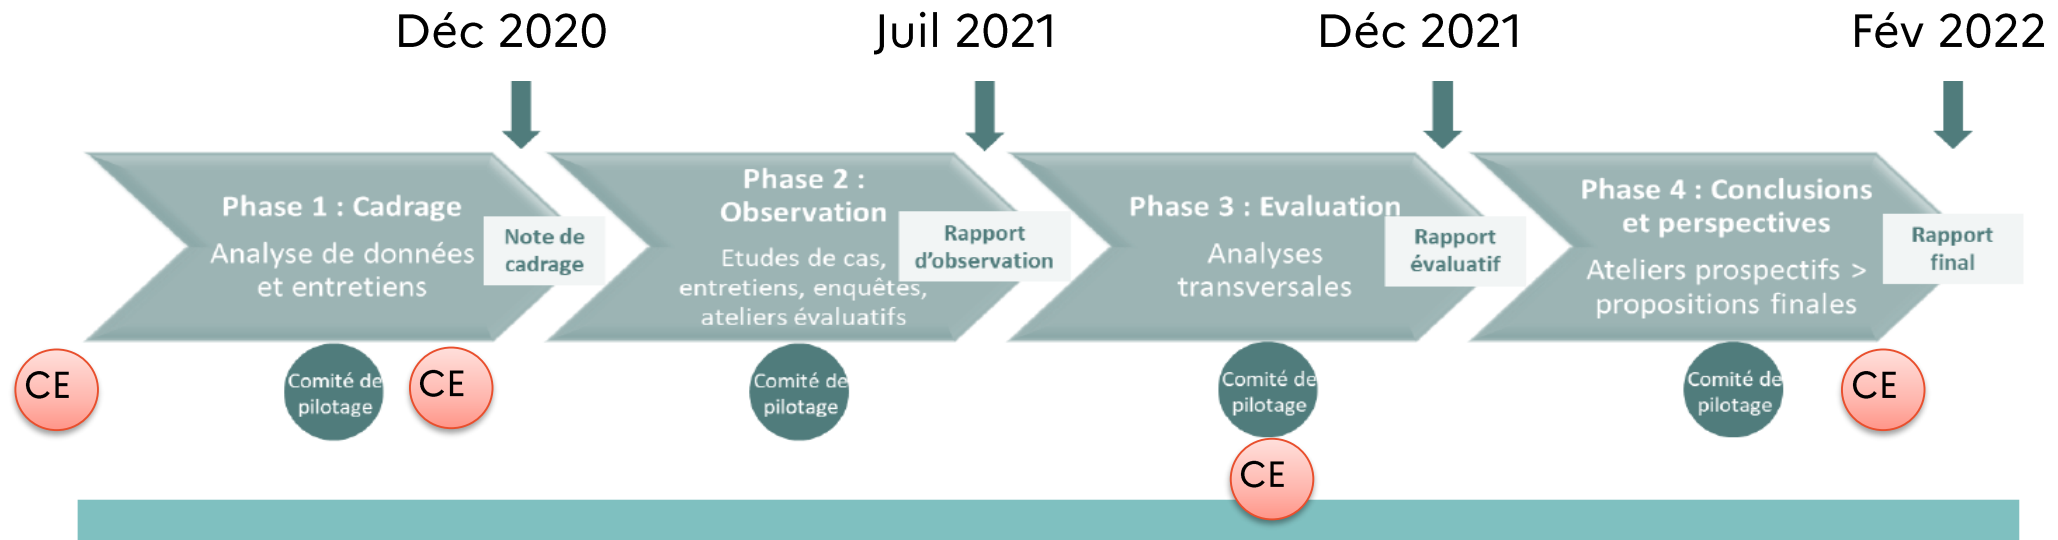 Déc 2020
Juil 2021
Déc 2021
Fév 2022
Phase 1 : Cadrage
Analyse de données
et entretiens
Note de
cadrage
Phase 2 :
Observation
Etudes de cas,
entretiens, enquêtes,
ateliers évaluatifs
Rapport
d'observation
Phase 3 : Evaluation
Analyses
transversales
Rapport
évaluatif
Phase 4 : Conclusions
et perspectives
Ateliers prospectifs >
propositions finales
Rapport
final
CE
Comité de
pilotage
CE
Comité de
pilotage
Comité de
pilotage
CE
Comité de
pilotage
CE